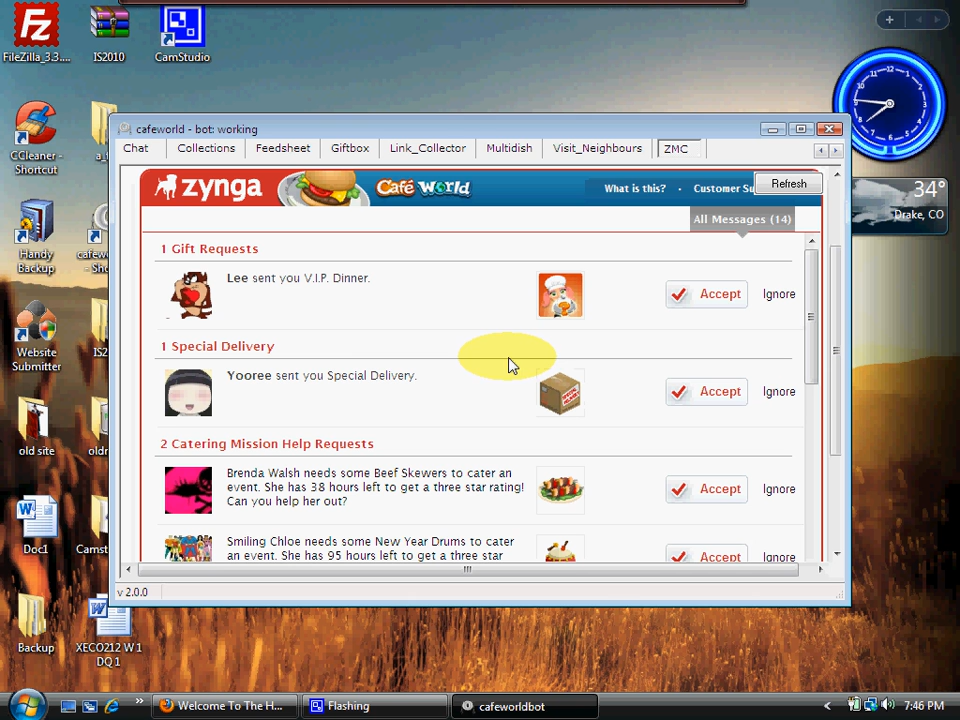 FileZilla_3.3....
IS2010
CamStudio
CCleaner -
Shortcut
Handy
Backup
Website
Submitter
old site
Doc1
Backup
XECO212 W 1
DQ 1
cafeworld - bot: working
Chat
Collections
Feedsheet
Giftbox
Link_Collector
Multidish
Visit_Neighbours
ZMC
zynga
Café World
What is this?
Customer Su
Refresh
All Messages (14)
1 Gift Requests
Lee sent you V.I.P. Dinner.
Accept
Ignore
1 Special Delivery
Yooree sent you Special Delivery.
Accept
Ignore
2 Catering Mission Help Requests
Brenda Walsh needs some Beef Skewers to cater an
event. She has 38 hours left to get a three star rating!
Can you help her out?
Accept
Ignore
Smiling Chloe needs some New Year Drums to cater
an event. She has 95 hours left to get a three star
Accept
Ignore
v 2.0.0
34°
Drake, CO
Welcome To The H...
Flashing
cafeworldbot
7:46 PM